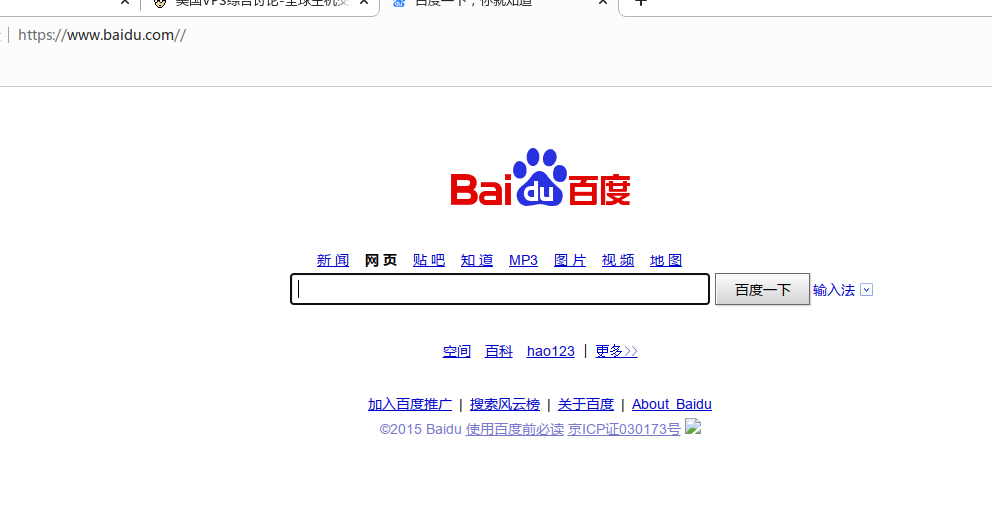 美国VPS综合讨论-全球主机交
百度一下，你就知道
https://www.baidu.com//
Bai du 百度
新 闻 网 页 贴 吧 知 道 MP3 图 片 视 频 地 图
百度一下 输入法
空间 百科 hao123 | 更多>>
加入百度推广 | 搜索风云榜 | 关于百度 | About Baidu
©2015 Baidu 使用百度前必读 京ICP证030173号